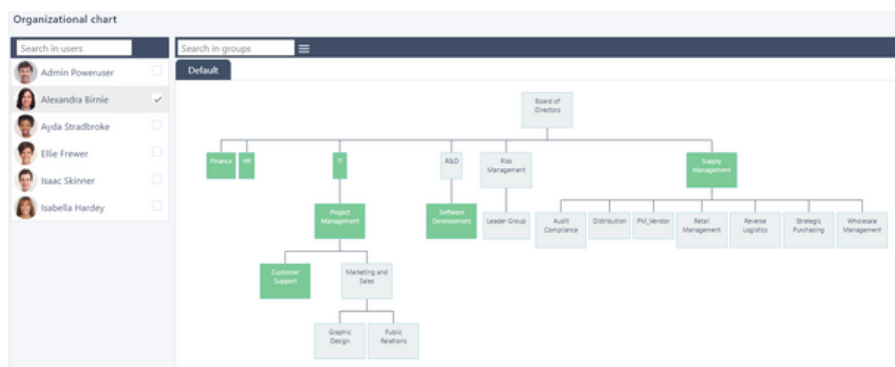 Organizational chart
Search in users
Search in groups
Admin Poweruser
Alexandra Birnie
Ayda Stradbroke
Ellie Frewer
Isaac Skinner
Isabella Hardey
Default
Board of
Directors
Finance
HR
IT
R&D
Risk
Management
Supply
Management
Project
Management
Software
Development
Leader Group
Audit
Compliance
Distribution
PM_Vendor
Retail
Management
Reverse
Logistics
Strategic
Purchasing
Wholesale
Management
Customer
Support
Marketing and
Sales
Graphic
Design
Public
Relations